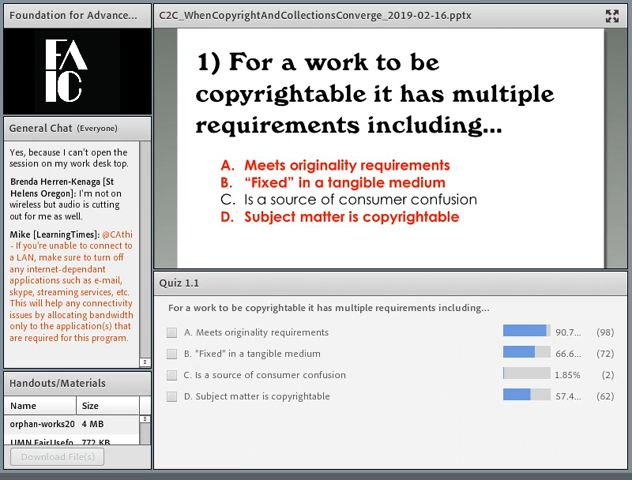 Foundation for Advance...
FA
IC
General Chat (Everyone)
Yes, because I can't open the
session on my work desk top.
Brenda Herren-Kenaga [St
Helens Oregon]: I'm not on
wireless but audio is cutting
out for me as well.
Mike [LearningTimes]: @CAthi
- If you're unable to connect to
a LAN, make sure to turn off
any internet-dependant
applications such as e-mail,
skype, streaming services, etc.
This will help any connectivity
issues by allocating bandwidth
only to the application(s) that
are required for this program.
Handouts/Materials
Name Size
orphan-works20 4 MB
UMN FairUsefo 772 KB
Download File(s)
C2C_WhenCopyrightAndCollectionsConverge_2019-02-16.pptx
1) For a work to be
copyrightable it has multiple
requirements including...
A. Meets originality requirements
B. "Fixed" in a tangible medium
C. Is a source of consumer confusion
D. Subject matter is copyrightable
Quiz 1.1
For a work to be copyrightable it has multiple requirements including...
A. Meets originality requirements 90.7... (98)
B. "Fixed" in a tangible medium 66.6... (72)
C. Is a source of consumer confusion 1.85% (2)
D. Subject matter is copyrightable 57.4... (62)